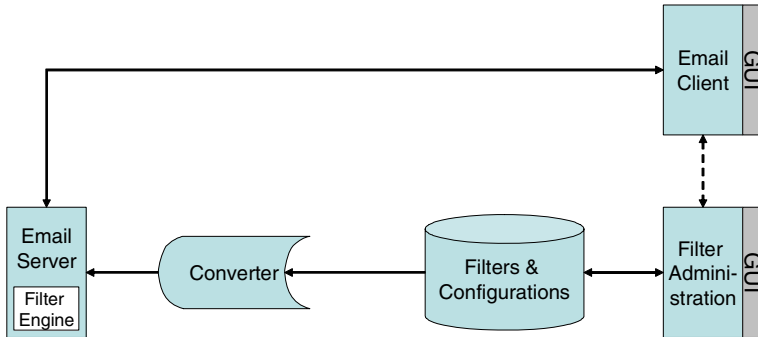 Email
Client
GUI
Email
Server
Filter
Engine
Converter
Filters &
Configurations
Filter
Admini-
stration
GUI